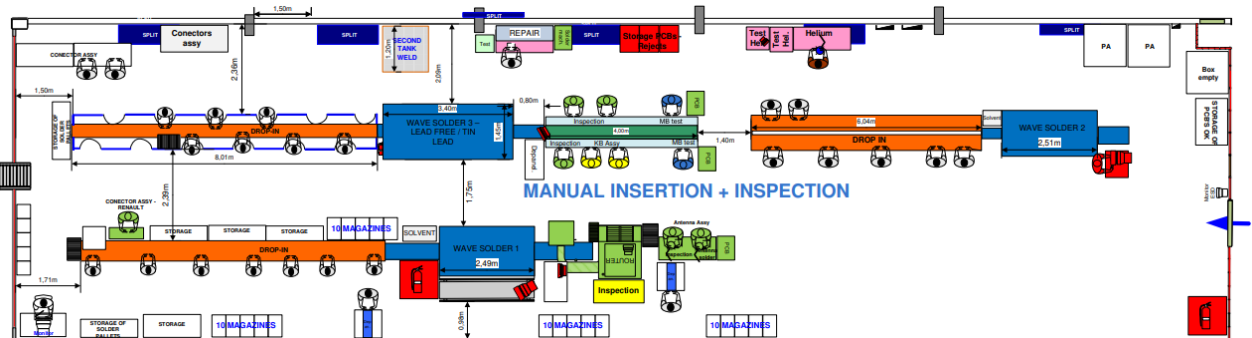 1,50m
SPLIT
SPLIT
SPLIT
SPLIT
SPLIT
CONECTOR ASSY
Conectors
assy
1,20m
SECOND
TANK
WELD
REPAIR
Test
Storage PCBs-
Rejects
Test
Hel.
Test
Hel.
Helium
PA
PA
Box
empty
2,36m
2,09m
1,50m
STORAGE OF
SOLDER
PALLETS
DROP-IN
8,01m
3,40m
WAVE SOLDER 3 –
LEAD FREE / TIN
LEAD
1,45m
0,80m
Inspection
MB test
4,00m
Inspection
KB Assy
MB test
PCB
PCB
1,40m
6,04m
DROP IN
Solvent
WAVE SOLDER 2
2,51m
STORAGE OF
PCBS OK
MANUAL INSERTION + INSPECTION
2,39m
1,75m
CONECTOR ASSY -
RENAULT
STORAGE
STORAGE
STORAGE
10 MAGAZINES
SOLVENT
DROP-IN
WAVE SOLDER 1
2,49m
ROUTER
Inspection
Antenna Assy
PCB
1,71m
Monitor
STORAGE OF
SOLDER
PALLETS
STORAGE
10 MAGAZINES
0,98m
10 MAGAZINES
10 MAGAZINES